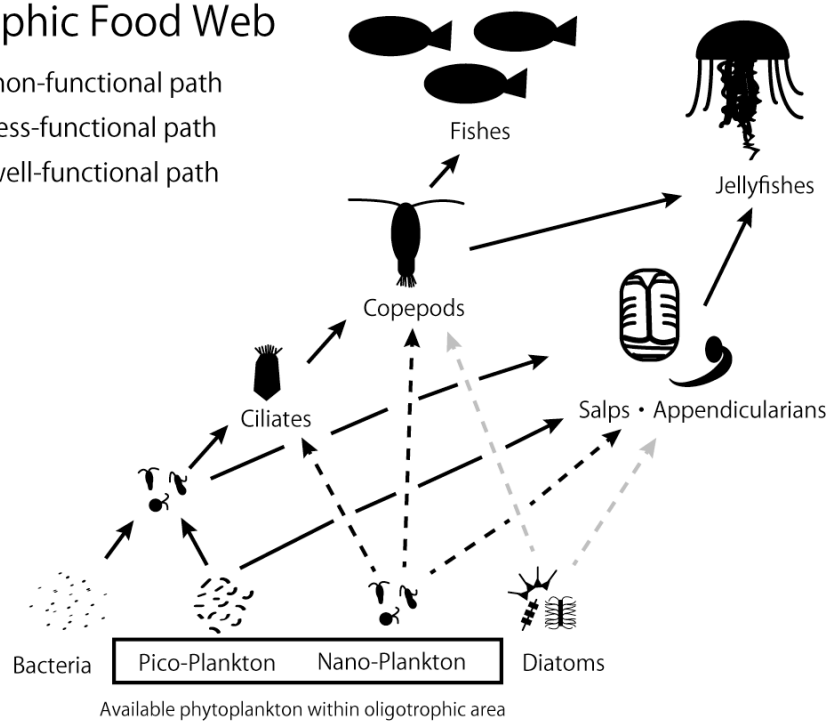 phic Food Web
non-functional path
ess-functional path
well-functional path
Fishes
Jellyfishes
Copepods
Ciliates
Salps・Appendicularians
Bacteria
Pico-Plankton
Nano-Plankton
Diatoms
Available phytoplankton within oligotrophic area